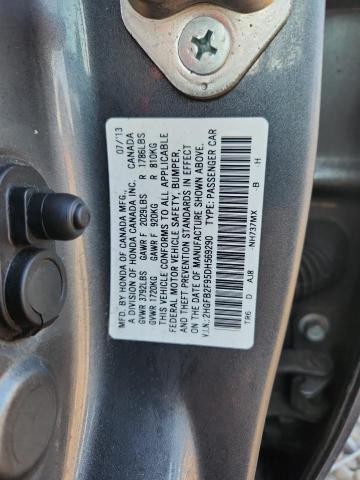 MFD. BY HONDA OF CANADA MFG., 07/13
A DIVISION OF HONDA CANADA INC. CANADA
GVWR 3792LBS GAWR F 2029LBS R 1786LBS
GVWR 1720KG GAWR F 920KG R 810KG
THIS VEHICLE CONFORMS TO ALL APPLICABLE
FEDERAL MOTOR VEHICLE SAFETY, BUMPER,
AND THEFT PREVENTION STANDARDS IN EFFECT
ON THE DATE OF MANUFACTURE SHOWN ABOVE.
V.I.N.: 2HGFB2F95DH569290 TYPE: PASSENGER CAR
TR6 D AJ8 NH737MX B H